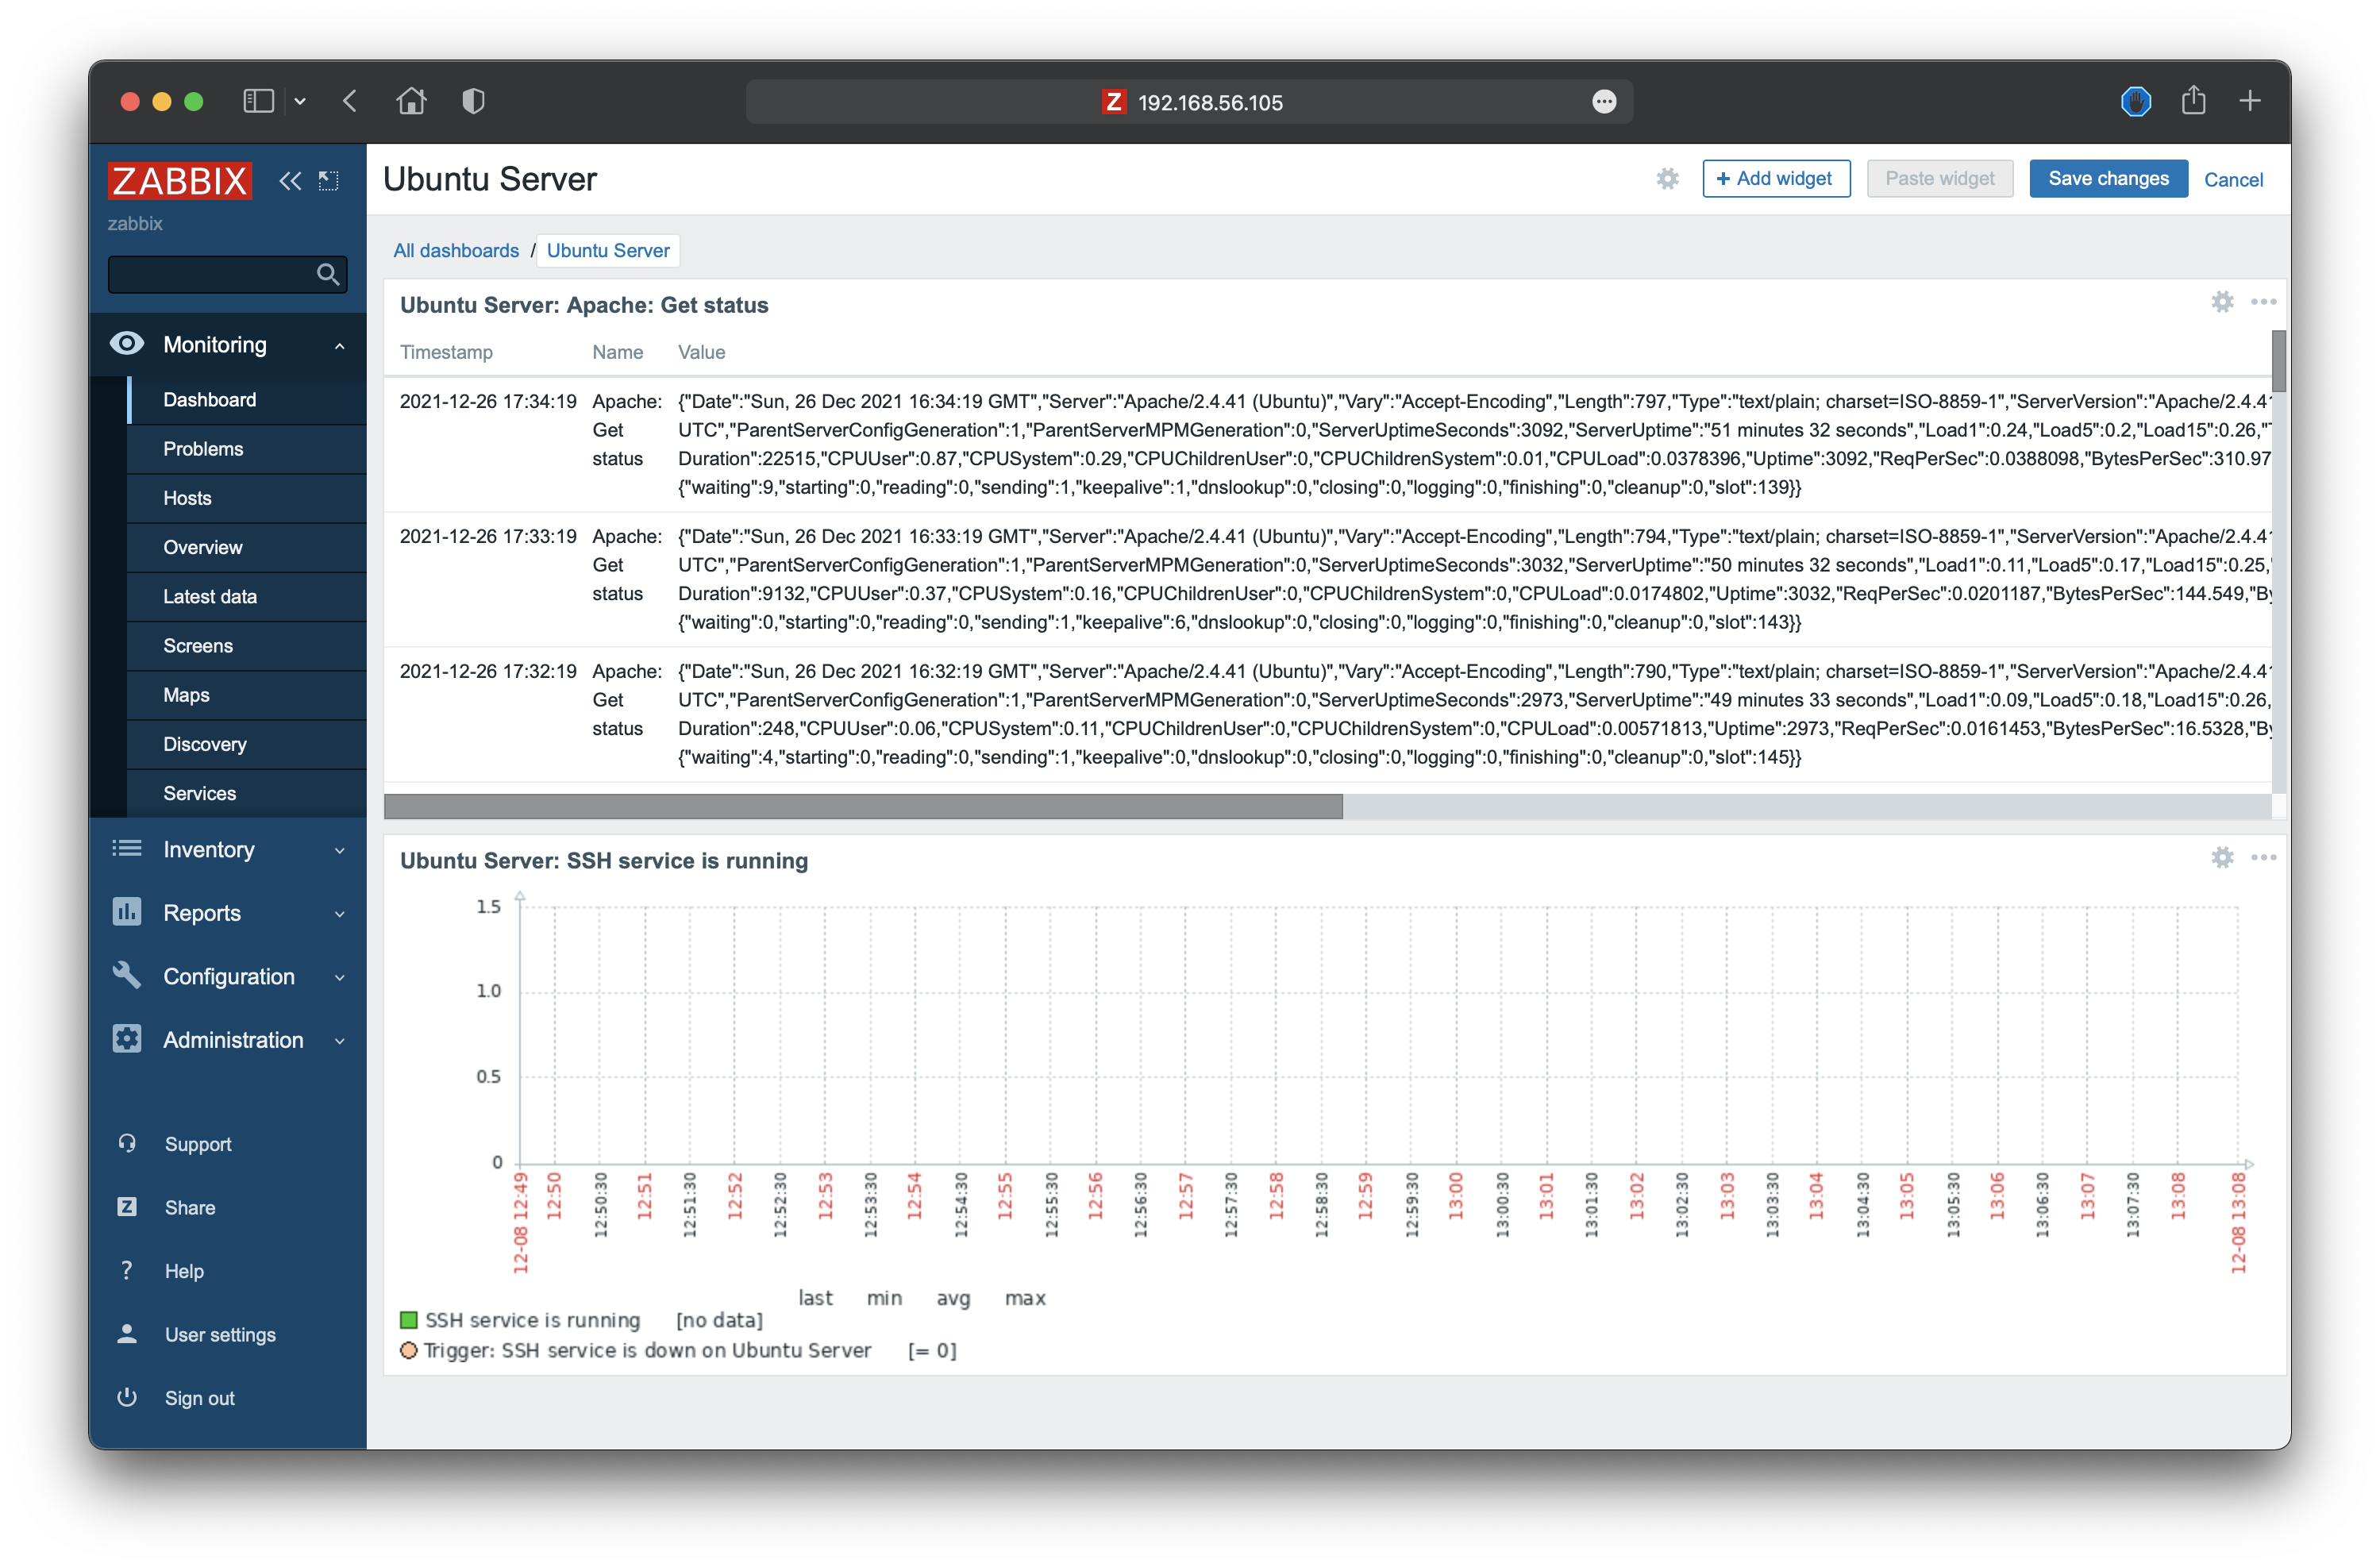 192.168.56.105
ZABBIX
zabbix
Monitoring
Dashboard
Problems
Hosts
Overview
Latest data
Screens
Maps
Discovery
Services
Inventory
Reports
Configuration
Administration
Support
Share
Help
User settings
Sign out
Ubuntu Server
+ Add widget
Paste widget
Save changes
Cancel
All dashboards / Ubuntu Server
Ubuntu Server: Apache: Get status
Timestamp Name Value
2021-12-26 17:34:19 Apache: {"Date":"Sun, 26 Dec 2021 16:34:19 GMT","Server":"Apache/2.4.41 (Ubuntu)","Vary":"Accept-Encoding","Length":797,"Type":"text/plain; charset=ISO-8859-1","ServerVersion":"Apache/2.4.41
Get UTC","ParentServerConfigGeneration":1,"ParentServerMPMGeneration":0,"ServerUptimeSeconds":3092,"ServerUptime":"51 minutes 32 seconds","Load1":0.24,"Load5":0.2,"Load15":0.26,"
status Duration":22515,"CPUUser":0.87,"CPUSystem":0.29,"CPUChildrenUser":0,"CPUChildrenSystem":0.01,"CPULoad":0.0378396,"Uptime":3092,"ReqPerSec":0.0388098,"BytesPerSec":310.97
{"waiting":9,"starting":0,"reading":0,"sending":1,"keepalive":1,"dnslookup":0,"closing":0,"logging":0,"finishing":0,"cleanup":0,"slot":139}}
2021-12-26 17:33:19 Apache: {"Date":"Sun, 26 Dec 2021 16:33:19 GMT","Server":"Apache/2.4.41 (Ubuntu)","Vary":"Accept-Encoding","Length":794,"Type":"text/plain; charset=ISO-8859-1","ServerVersion":"Apache/2.4.41
Get UTC","ParentServerConfigGeneration":1,"ParentServerMPMGeneration":0,"ServerUptimeSeconds":3032,"ServerUptime":"50 minutes 32 seconds","Load1":0.11,"Load5":0.17,"Load15":0.25,
status Duration":9132,"CPUUser":0.37,"CPUSystem":0.16,"CPUChildrenUser":0,"CPUChildrenSystem":0,"CPULoad":0.0174802,"Uptime":3032,"ReqPerSec":0.0201187,"BytesPerSec":144.549,"By
{"waiting":0,"starting":0,"reading":0,"sending":1,"keepalive":6,"dnslookup":0,"closing":0,"logging":0,"finishing":0,"cleanup":0,"slot":143}}
2021-12-26 17:32:19 Apache: {"Date":"Sun, 26 Dec 2021 16:32:19 GMT","Server":"Apache/2.4.41 (Ubuntu)","Vary":"Accept-Encoding","Length":790,"Type":"text/plain; charset=ISO-8859-1","ServerVersion":"Apache/2.4.41
Get UTC","ParentServerConfigGeneration":1,"ParentServerMPMGeneration":0,"ServerUptimeSeconds":2973,"ServerUptime":"49 minutes 33 seconds","Load1":0.09,"Load5":0.18,"Load15":0.26,
status Duration":248,"CPUUser":0.06,"CPUSystem":0.11,"CPUChildrenUser":0,"CPUChildrenSystem":0,"CPULoad":0.00571813,"Uptime":2973,"ReqPerSec":0.0161453,"BytesPerSec":16.5328,"By
{"waiting":4,"starting":0,"reading":0,"sending":1,"keepalive":0,"dnslookup":0,"closing":0,"logging":0,"finishing":0,"cleanup":0,"slot":145}}
Ubuntu Server: SSH service is running
1.5
1.0
0.5
0
12-08 12:49 12:50 12:50:30 12:51 12:51:30 12:52 12:52:30 12:53 12:53:30 12:54 12:54:30 12:55 12:55:30 12:56 12:56:30 12:57 12:57:30 12:58 12:58:30 12:59 12:59:30 13:00 13:00:30 13:01 13:01:30 13:02 13:02:30 13:03 13:03:30 13:04 13:04:30 13:05 13:05:30 13:06 13:06:30 13:07 13:07:30 13:08 12-08 13:08
last min avg max
SSH service is running [no data]
Trigger: SSH service is down on Ubuntu Server [= 0]